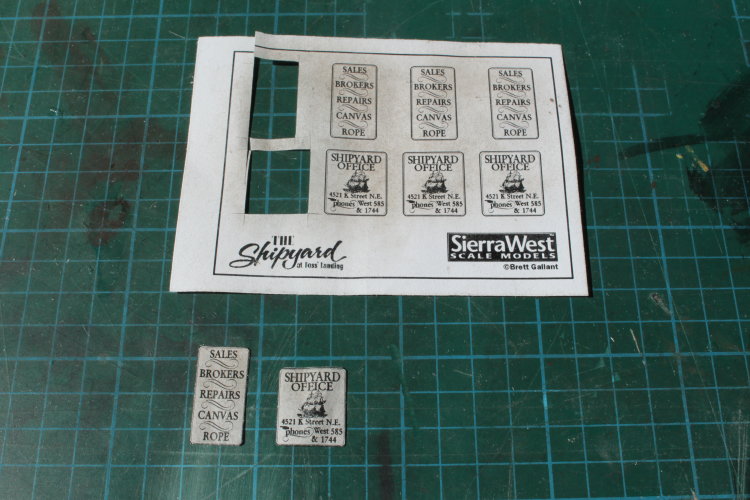 SALES
BROKERS
REPAIRS
CANVAS
ROPE
SALES
BROKERS
REPAIRS
CANVAS
ROPE
SALES
BROKERS
REPAIRS
CANVAS
ROPE
SHIPYARD
OFFICE
4521 K Street N.E.
phones West 585
& 1744
SHIPYARD
OFFICE
4521 K Street N.E.
phones West 585
& 1744
SHIPYARD
OFFICE
4521 K Street N.E.
phones West 585
& 1744
THE
Shipyard
at Foss' Landing
SierraWest
SCALE MODELS
©Brett Gallant
SALES
BROKERS
REPAIRS
CANVAS
ROPE
SHIPYARD
OFFICE
4521 K Street N.E.
phones West 585
& 1744